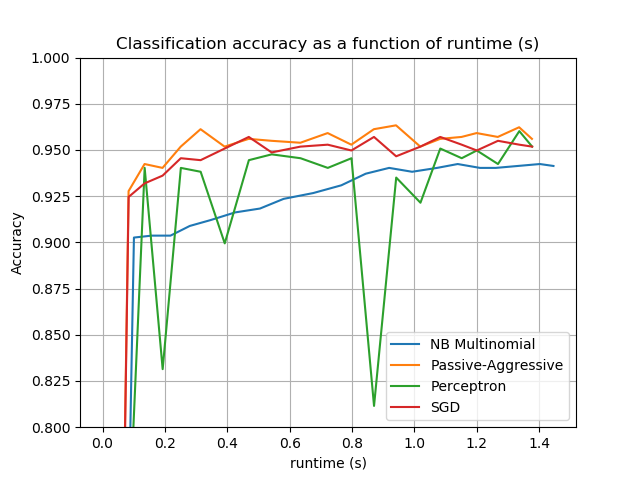 Classification accuracy as a function of runtime (s)
1.000
0.975
0.950
0.925
0.900
0.875
0.850
0.825
0.800
Accuracy
NB Multinomial
Passive-Aggressive
Perceptron
SGD
0.0 0.2 0.4 0.6 0.8 1.0 1.2 1.4
runtime (s)